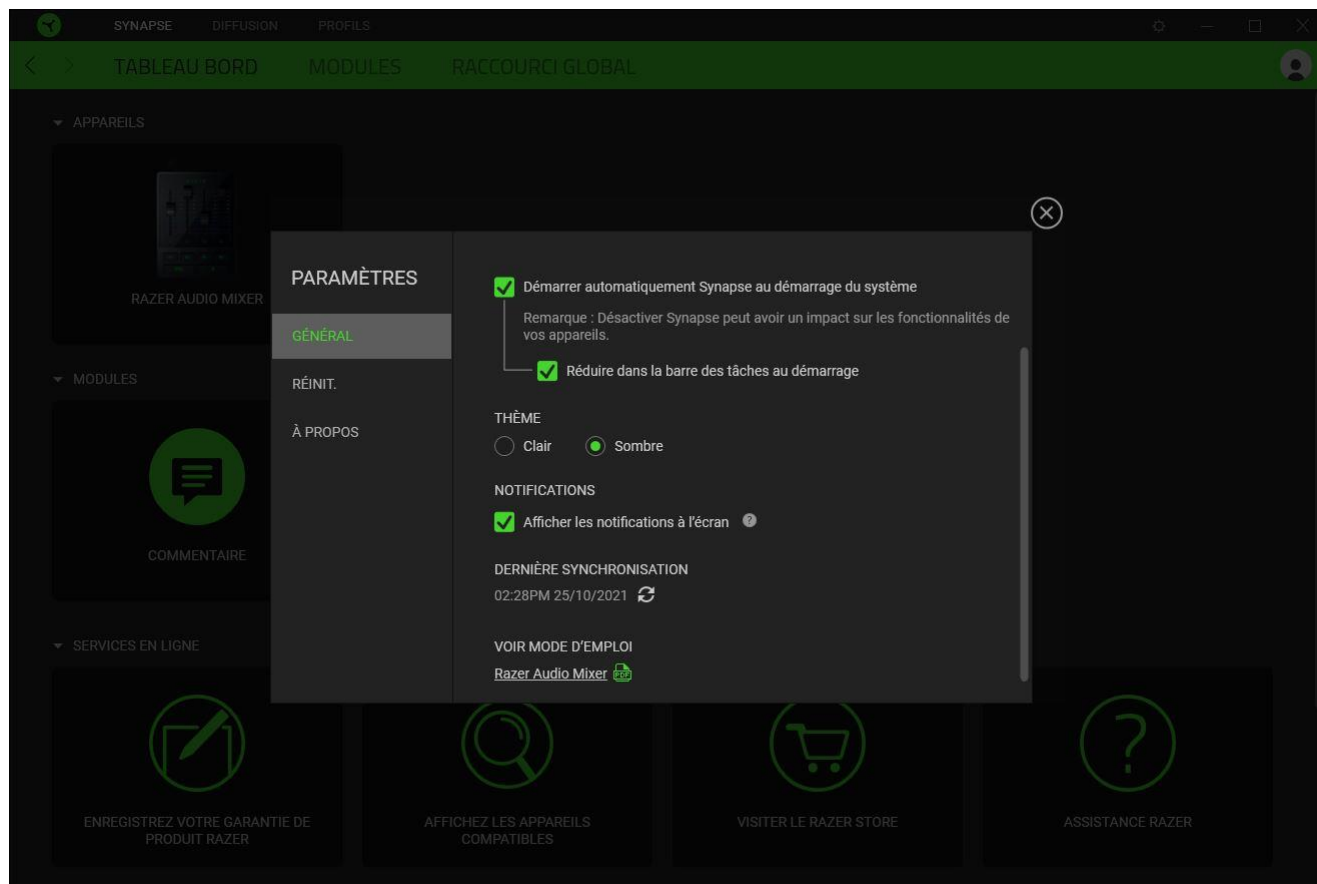 SYNAPSE DIFFUSION PROFILS
TABLEAU BORD MODULES RACCOURCI GLOBAL
APPAREILS
RAZER AUDIO MIXER
MODULES
COMMENTAIRE
SERVICES EN LIGNE
ENREGISTREZ VOTRE GARANTIE DE
PRODUIT RAZER
AFFICHEZ LES APPAREILS
COMPATIBLES
VISITER LE RAZER STORE
ASSISTANCE RAZER
PARAMÈTRES
GÉNÉRAL
RÉINIT.
À PROPOS
Démarrer automatiquement Synapse au démarrage du système
Remarque : Désactiver Synapse peut avoir un impact sur les fonctionnalités de
vos appareils.
Réduire dans la barre des tâches au démarrage
THÈME
Clair Sombre
NOTIFICATIONS
Afficher les notifications à l'écran ?
DERNIÈRE SYNCHRONISATION
02:28PM 25/10/2021
VOIR MODE D'EMPLOI
Razer Audio Mixer PDF